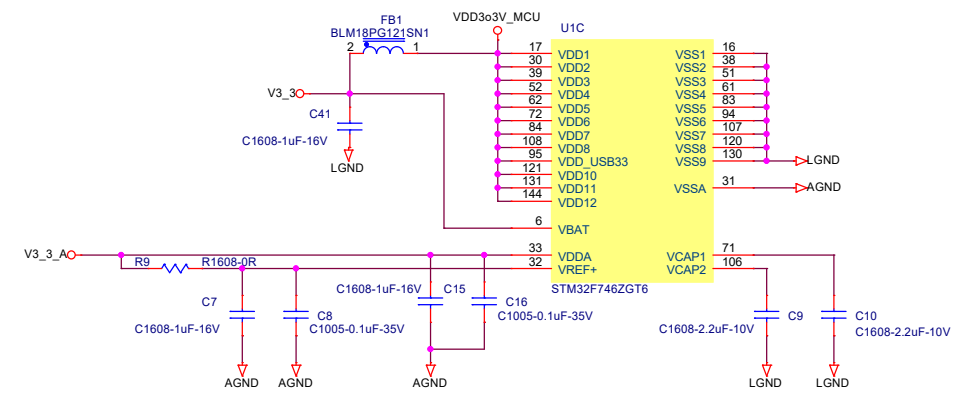 FB1
BLM18PG121SN1
2 1
VDD3o3V_MCU
U1C
V3_3
C41
C1608-1uF-16V
LGND
17 VDD1 VSS1 16
30 VDD2 VSS2 38
39 VDD3 VSS3 51
52 VDD4 VSS4 61
62 VDD5 VSS5 83
72 VDD6 VSS6 94
84 VDD7 VSS7 107
108 VDD8 VSS8 120
95 VDD_USB33 VSS9 130 LGND
121 VDD10
131 VDD11 VSSA 31 AGND
144 VDD12
6 VBAT
V3_3_A
33 VDDA VCAP1 71
R9 R1608-0R
32 VREF+ VCAP2 106
STM32F746ZGT6
C7
C1608-1uF-16V
C8
C1005-0.1uF-35V
C1608-1uF-16V C15
C16
C1005-0.1uF-35V
C9
C1608-2.2uF-10V
C10
C1608-2.2uF-10V
AGND AGND AGND LGND LGND